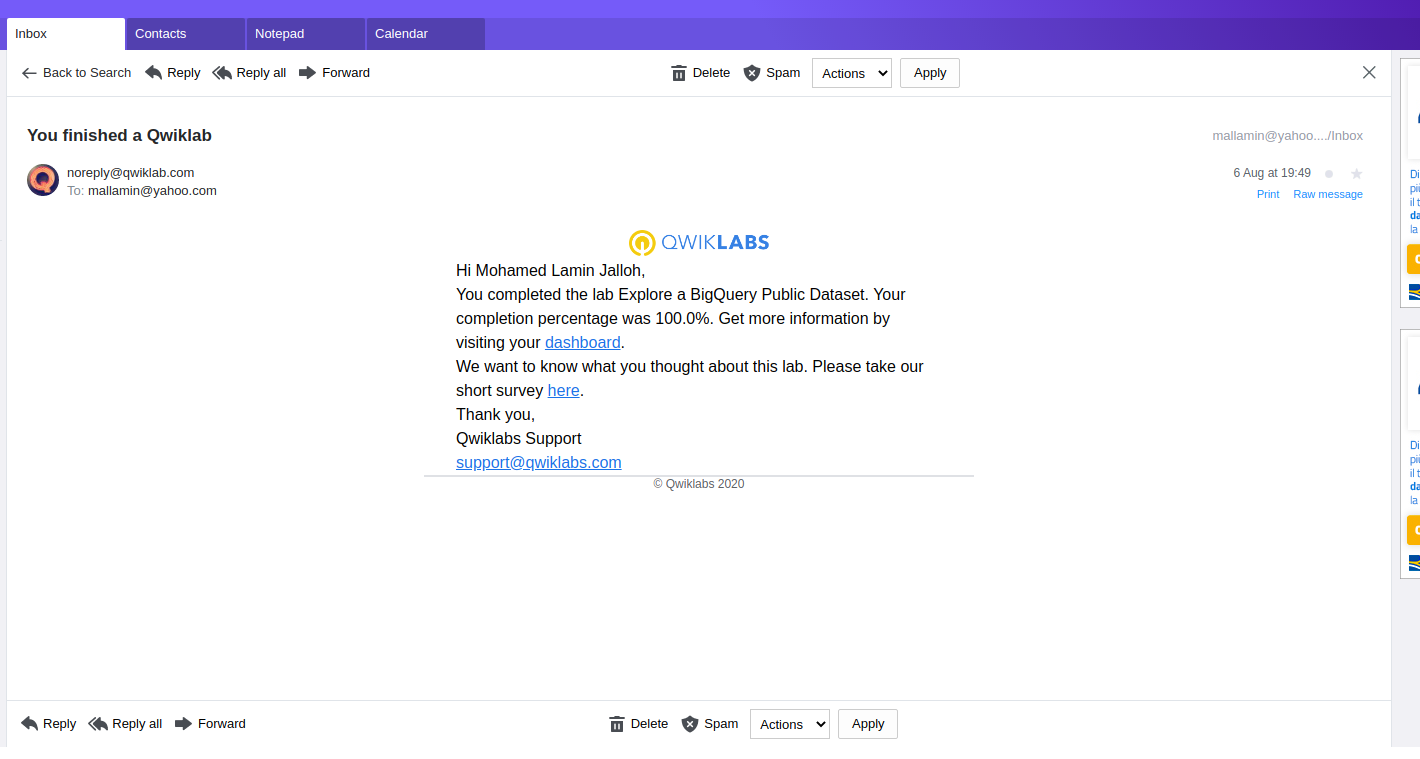 Inbox Contacts Notepad Calendar
Back to Search Reply Reply all Forward Delete Spam Actions Apply
You finished a Qwiklab mallamin@yahoo..../Inbox
noreply@qwiklab.com 6 Aug at 19:49
To: mallamin@yahoo.com Print Raw message
QWIKLABS
Hi Mohamed Lamin Jalloh,
You completed the lab Explore a BigQuery Public Dataset. Your
completion percentage was 100.0%. Get more information by
visiting your dashboard.
We want to know what you thought about this lab. Please take our
short survey here.
Thank you,
Qwiklabs Support
support@qwiklabs.com
© Qwiklabs 2020
Reply Reply all Forward Delete Spam Actions Apply